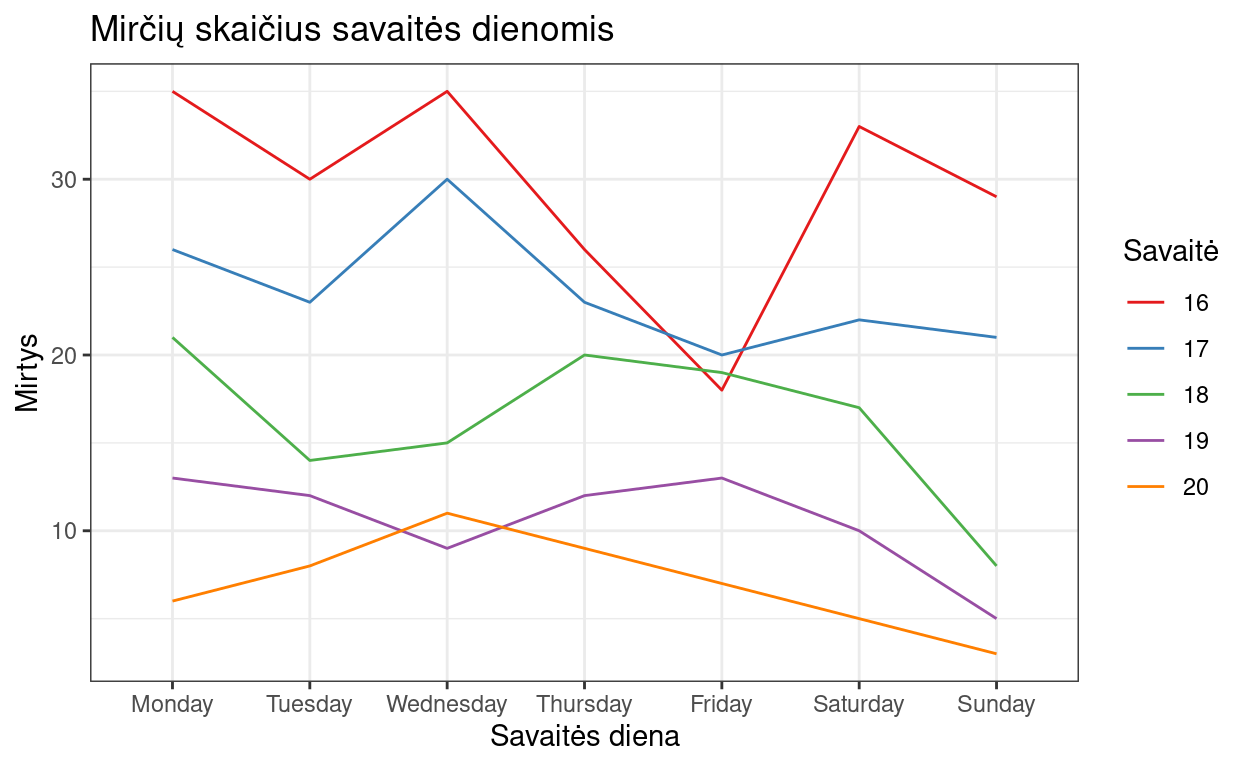 Mirčių skaičius savaitės dienomis
30
20
10
Mirtys
Monday Tuesday Wednesday Thursday Friday Saturday Sunday
Savaitės diena
Savaitė
16
17
18
19
20